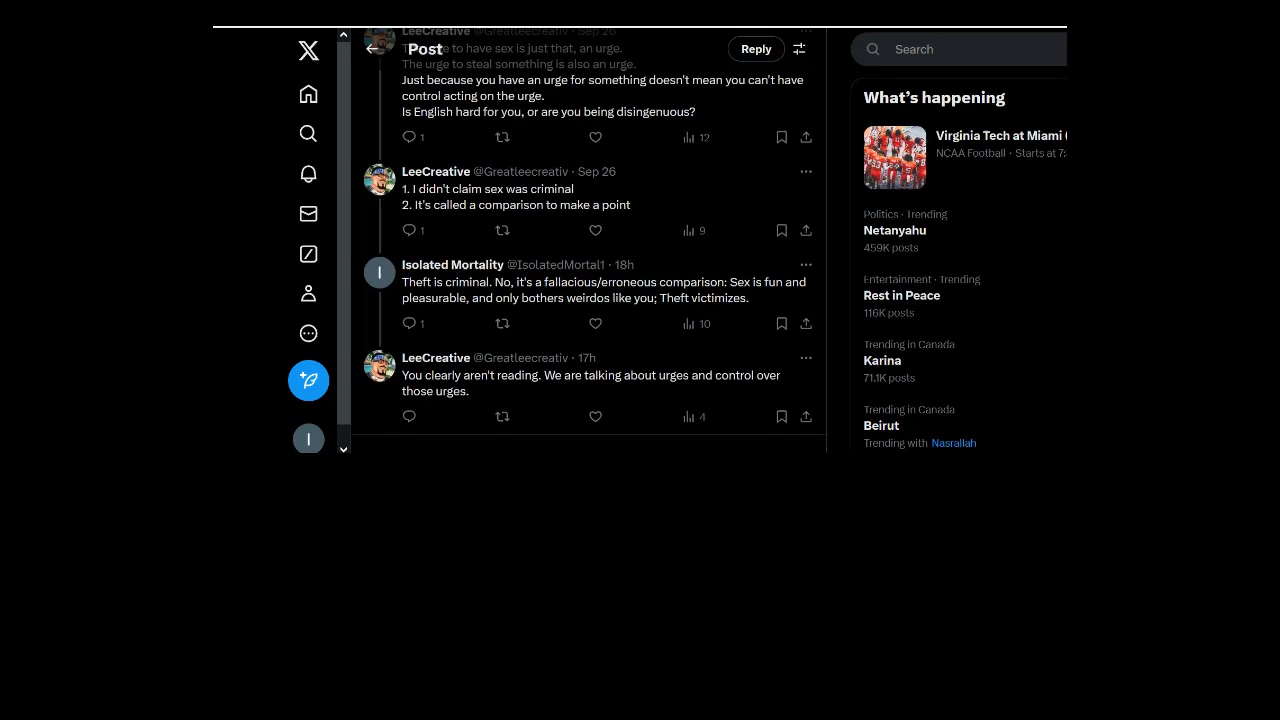 LeeCreative @Greatleecreativ · Sep 26
Post
Reply
Search
to have sex is just that, an urge.
The urge to steal something is also an urge.
Just because you have an urge for something doesn't mean you can't have
control acting on the urge.
Is English hard for you, or are you being disingenuous?
1
12
LeeCreative @Greatleecreativ · Sep 26
1. I didn't claim sex was criminal
2. It's called a comparison to make a point
1
9
Isolated Mortality @IsolatedMortal1 · 18h
Theft is criminal. No, it's a fallacious/erroneous comparison: Sex is fun and
pleasurable, and only bothers weirdos like you; Theft victimizes.
1
10
LeeCreative @Greatleecreativ · 17h
You clearly aren't reading. We are talking about urges and control over
those urges.
4
I
I
What's happening
Virginia Tech at Miami
NCAA Football · Starts at 7:
Politics · Trending
Netanyahu
459K posts
Entertainment · Trending
Rest in Peace
116K posts
Trending in Canada
Karina
71.1K posts
Trending in Canada
Beirut
Trending with Nasrallah